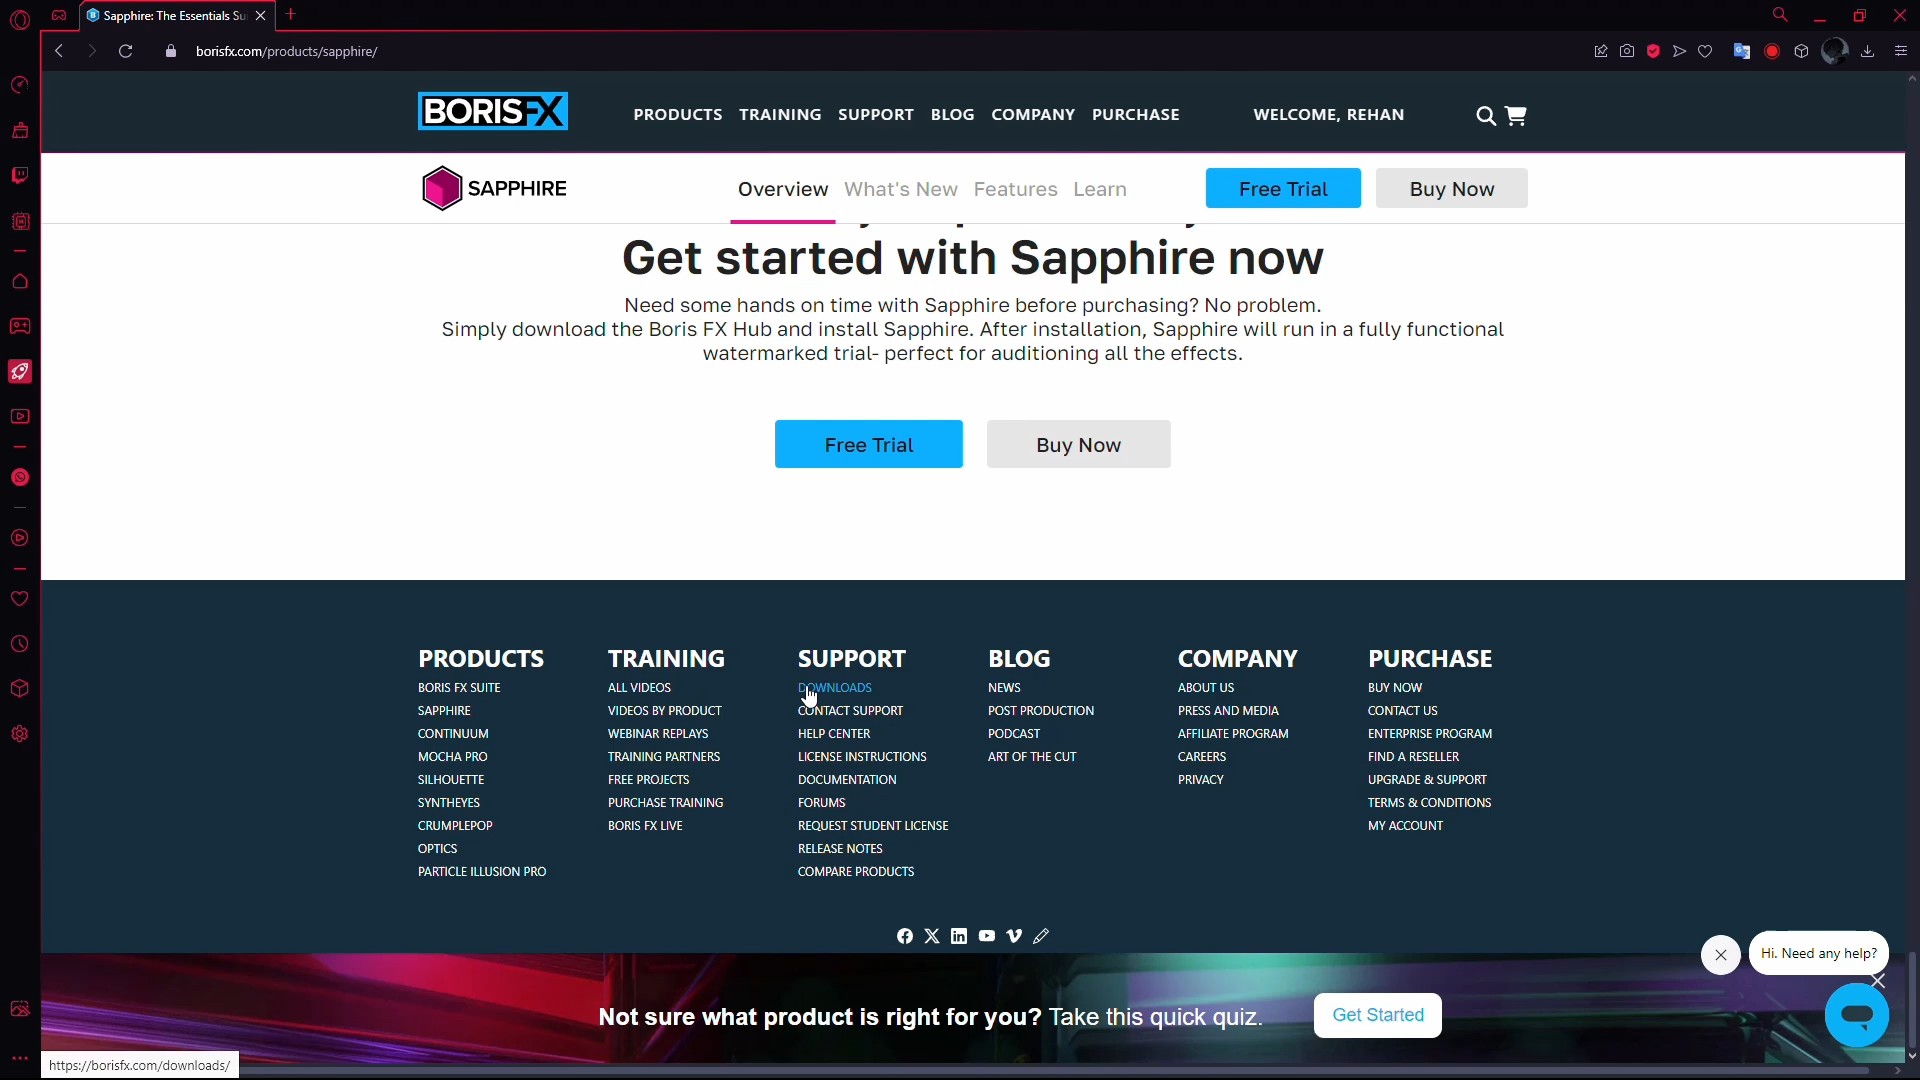 Sapphire: The Essentials Su
borisfx.com/products/sapphire/
BORISFX
PRODUCTS TRAINING SUPPORT BLOG COMPANY PURCHASE WELCOME, REHAN
SAPPHIRE
Overview What's New Features Learn Free Trial Buy Now
Get started with Sapphire now
Need some hands on time with Sapphire before purchasing? No problem.
Simply download the Boris FX Hub and install Sapphire. After installation, Sapphire will run in a fully functional
watermarked trial- perfect for auditioning all the effects.
Free Trial Buy Now
PRODUCTS
BORIS FX SUITE
SAPPHIRE
CONTINUUM
MOCHA PRO
SILHOUETTE
SYNTHEYES
CRUMPLEPOP
OPTICS
PARTICLE ILLUSION PRO
TRAINING
ALL VIDEOS
VIDEOS BY PRODUCT
WEBINAR REPLAYS
TRAINING PARTNERS
FREE PROJECTS
PURCHASE TRAINING
BORIS FX LIVE
SUPPORT
DOWNLOADS
CONTACT SUPPORT
HELP CENTER
LICENSE INSTRUCTIONS
DOCUMENTATION
FORUMS
REQUEST STUDENT LICENSE
RELEASE NOTES
COMPARE PRODUCTS
BLOG
NEWS
POST PRODUCTION
PODCAST
ART OF THE CUT
COMPANY
ABOUT US
PRESS AND MEDIA
AFFILIATE PROGRAM
CAREERS
PRIVACY
PURCHASE
BUY NOW
CONTACT US
ENTERPRISE PROGRAM
FIND A RESELLER
UPGRADE & SUPPORT
TERMS & CONDITIONS
MY ACCOUNT
Hi. Need any help?
Not sure what product is right for you? Take this quick quiz. Get Started
https://borisfx.com/downloads/